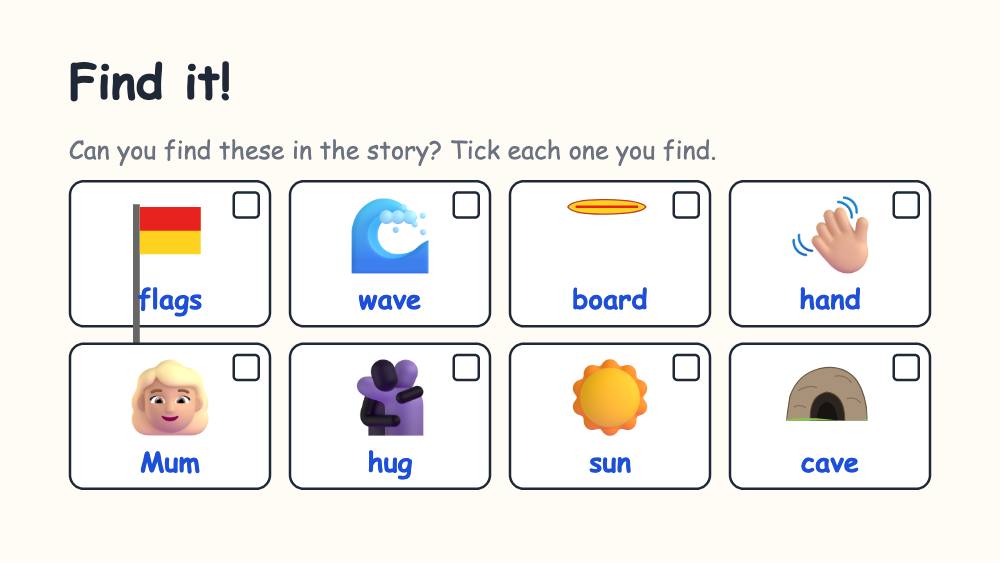 Find it!
Can you find these in the story? Tick each one you find.
flags wave board hand
Mum hug sun cave